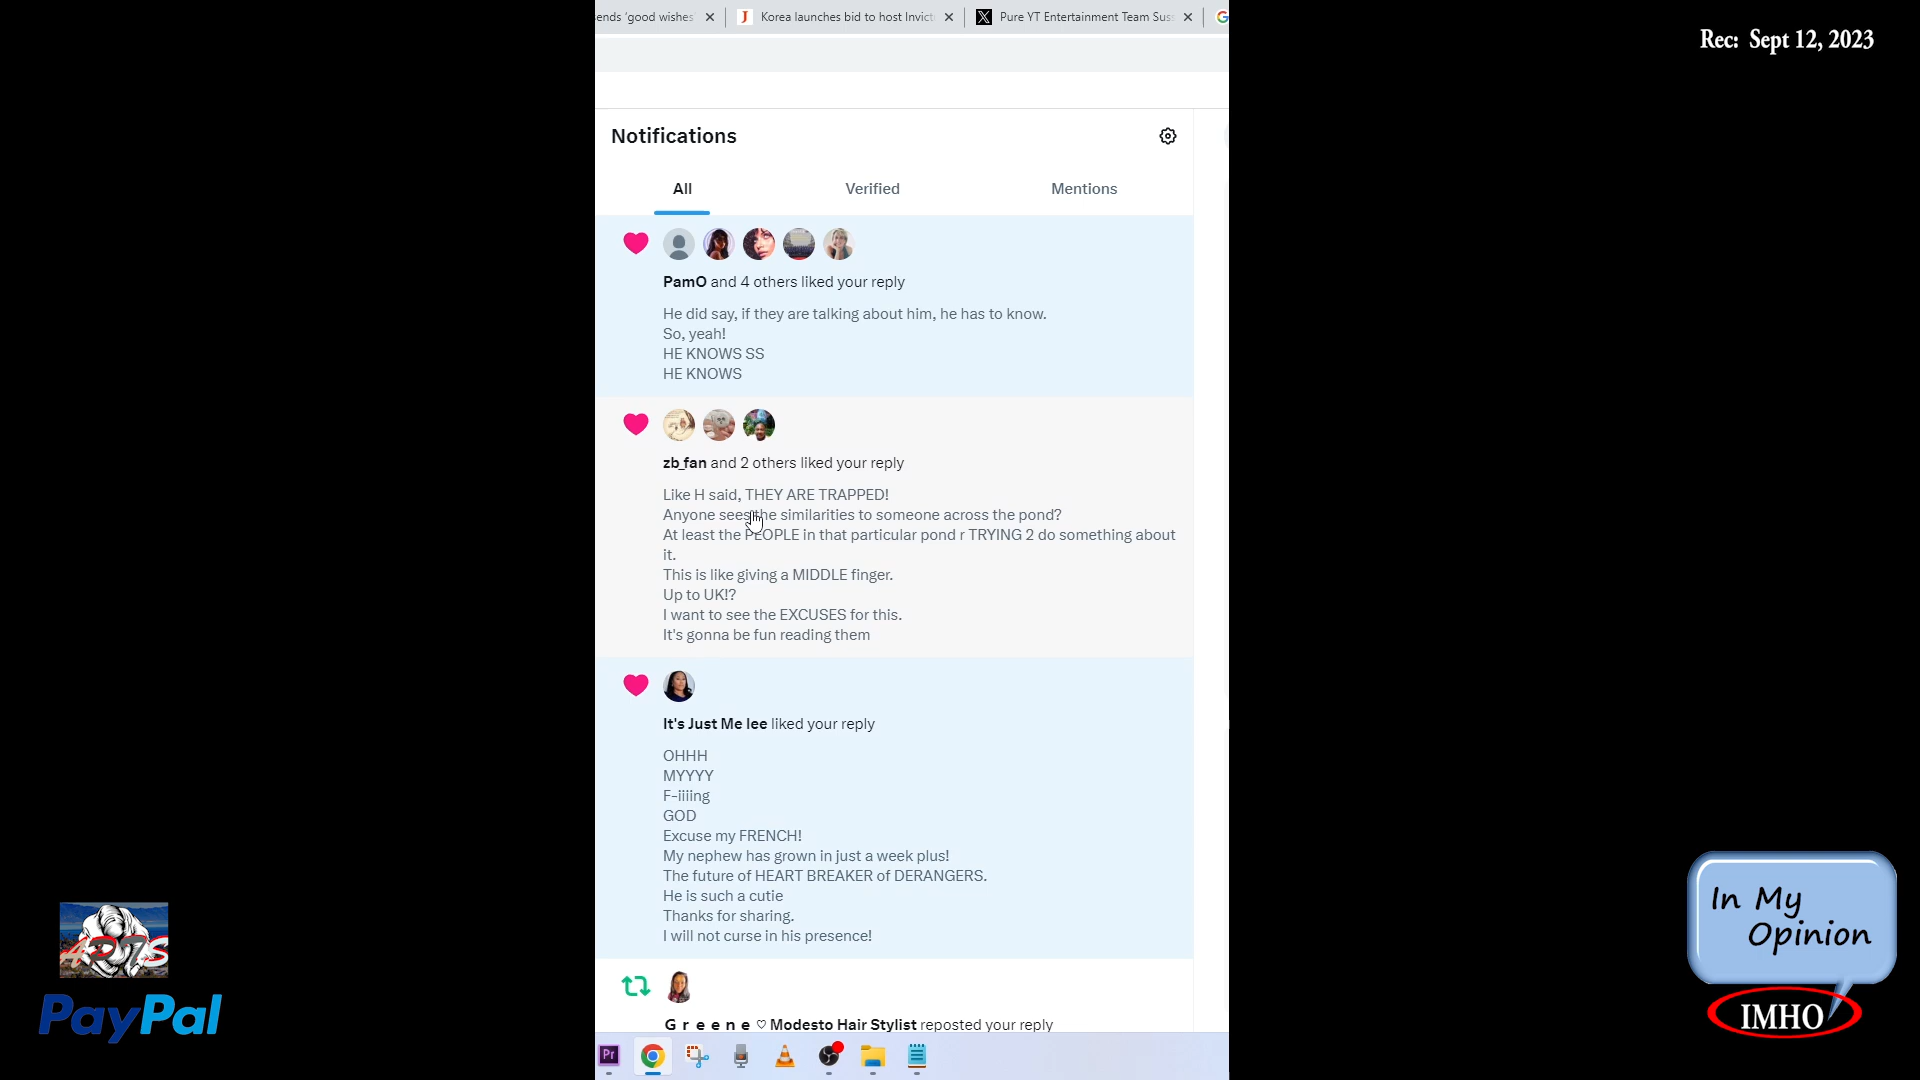 ends 'good wishes'
Korea launches bid to host Invict
Pure YT Entertainment Team Sus
Rec: Sept 12, 2023
Notifications
All
Verified
Mentions
PamO and 4 others liked your reply
He did say, if they are talking about him, he has to know.
So, yeah!
HE KNOWS SS
HE KNOWS
zb_fan and 2 others liked your reply
Like H said, THEY ARE TRAPPED!
Anyone sees the similarities to someone across the pond?
At least the PEOPLE in that particular pond r TRYING 2 do something about
it.
This is like giving a MIDDLE finger.
Up to UK!?
I want to see the EXCUSES for this.
It's gonna be fun reading them
It's Just Me lee liked your reply
OHHH
MYYYY
F-iiiing
GOD
Excuse my FRENCH!
My nephew has grown in just a week plus!
The future of HEART BREAKER of DERANGERS.
He is such a cutie
Thanks for sharing.
I will not curse in his presence!
G r e e n e ♡ Modesto Hair Stylist reposted your reply
Pr
PayPal
In My
Opinion
IMHO